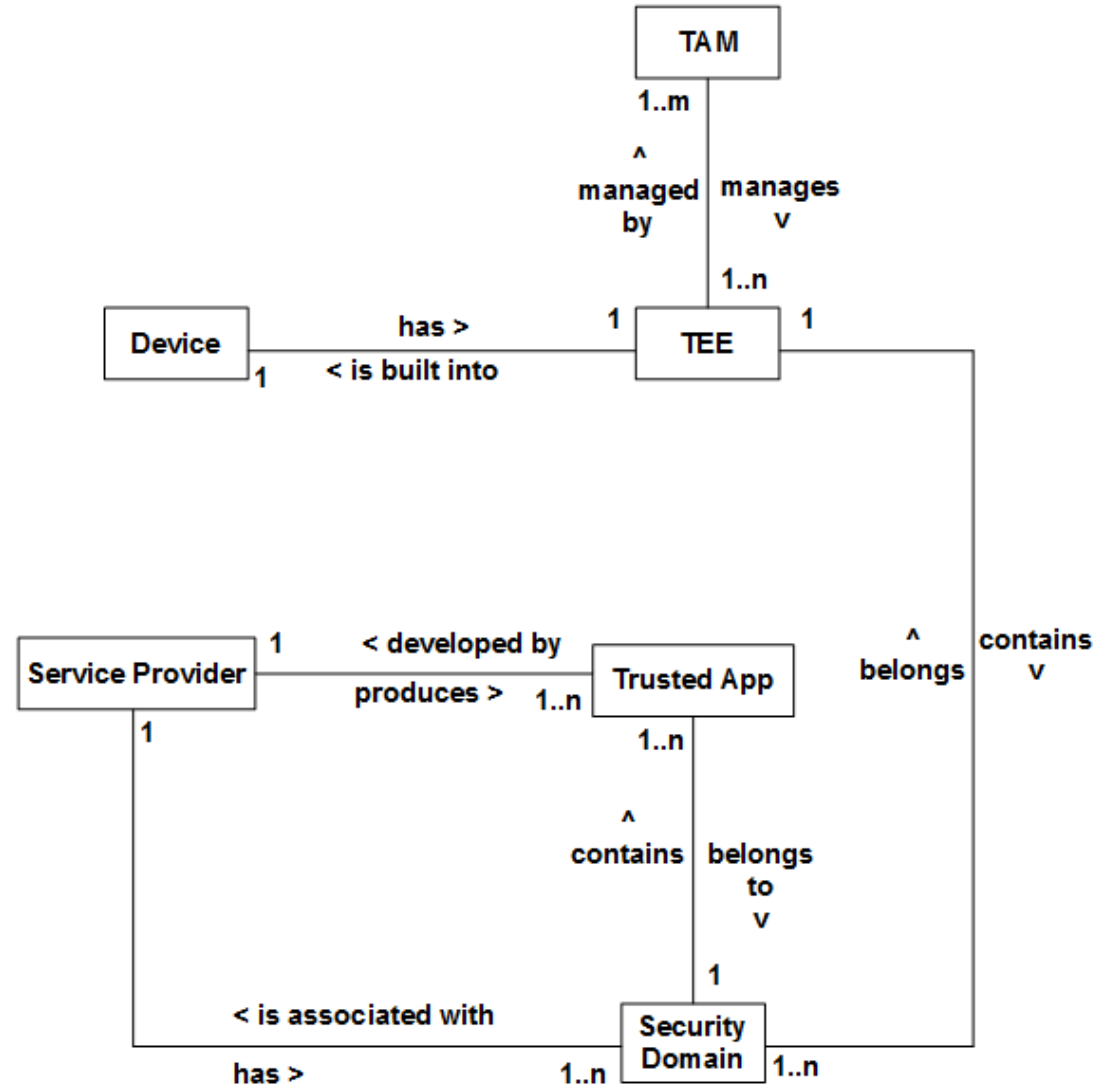 TAM
1..m
^
managed
by
manages
v
1..n
Device
1
has >
< is built into
1
TEE
1
Service Provider
1
< developed by
produces >
1..n
Trusted App
1..n
^
belongs
contains
v
1
^
contains
belongs
to
v
1
< is associated with
has >
1..n
Security
Domain
1..n